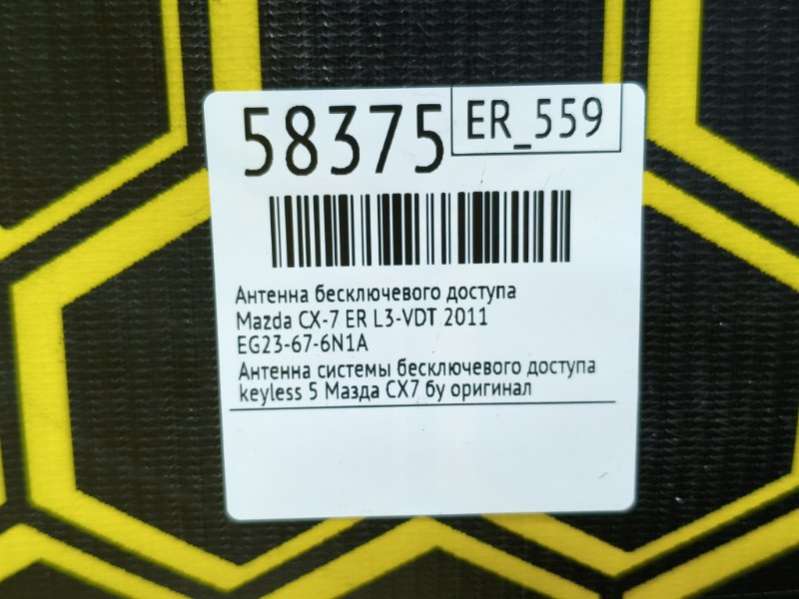 58375
ER_559
Антенна бесключевого доступа
Mazda CX-7 ER L3-VDT 2011
EG23-67-6N1A
Антенна системы бесключевого доступа
keyless 5 Мазда СХ7 бу оригинал